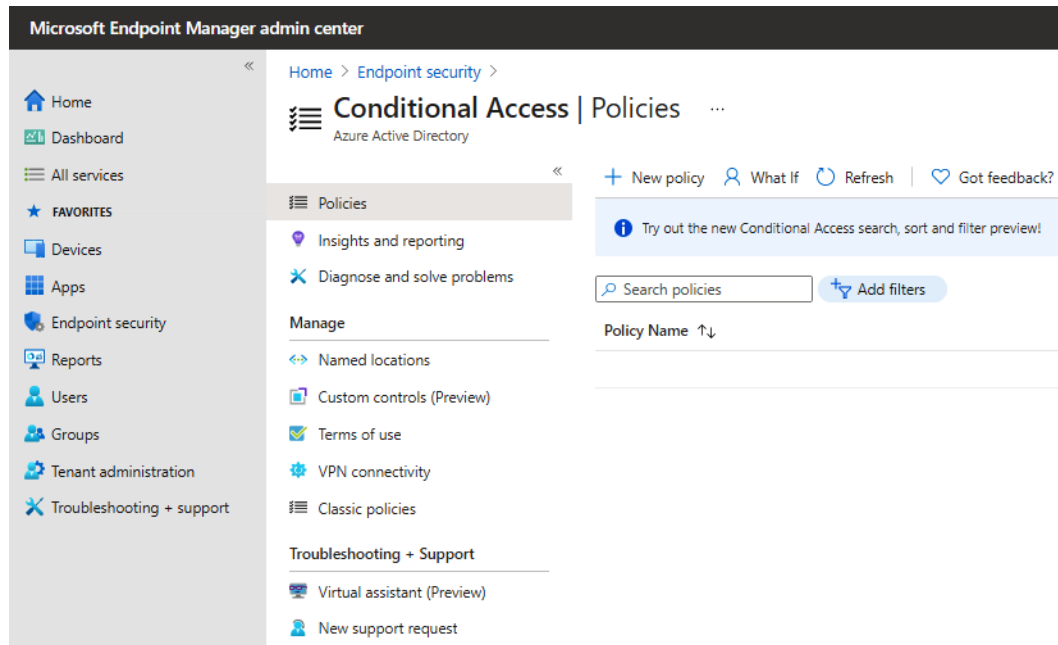 Microsoft Endpoint Manager admin center
«
Home
Dashboard
All services
FAVORITES
Devices
Apps
Endpoint security
Reports
Users
Groups
Tenant administration
Troubleshooting + support
Home > Endpoint security >
Conditional Access | Policies ...
Azure Active Directory
«
Policies
Insights and reporting
Diagnose and solve problems
Manage
Named locations
Custom controls (Preview)
Terms of use
VPN connectivity
Classic policies
Troubleshooting + Support
Virtual assistant (Preview)
New support request
+ New policy What If Refresh | Got feedback?
Try out the new Conditional Access search, sort and filter preview!
Search policies Add filters
Policy Name ↑↓